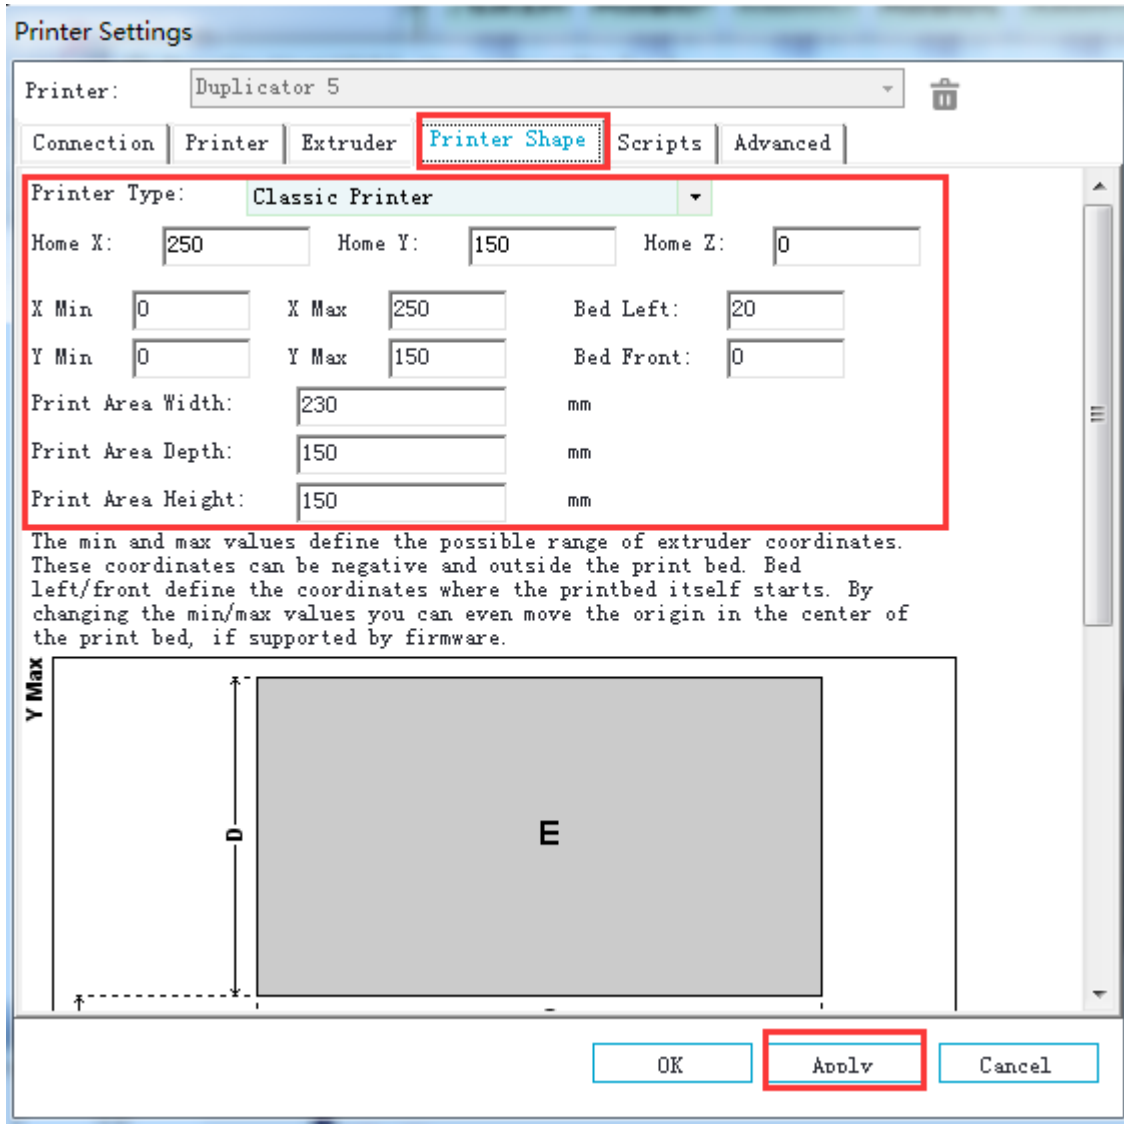 Printer Settings
Printer: Duplicator 5
Connection Printer Extruder Printer Shape Scripts Advanced
Printer Type: Classic Printer
Home X: 250 Home Y: 150 Home Z: 0
X Min 0 X Max 250 Bed Left: 20
Y Min 0 Y Max 150 Bed Front: 0
Print Area Width: 230 mm
Print Area Depth: 150 mm
Print Area Height: 150 mm
The min and max values define the possible range of extruder coordinates.
These coordinates can be negative and outside the print bed. Bed
left/front define the coordinates where the printbed itself starts. By
changing the min/max values you can even move the origin in the center of
the print bed, if supported by firmware.
Y Max
D
E
OK Apply Cancel